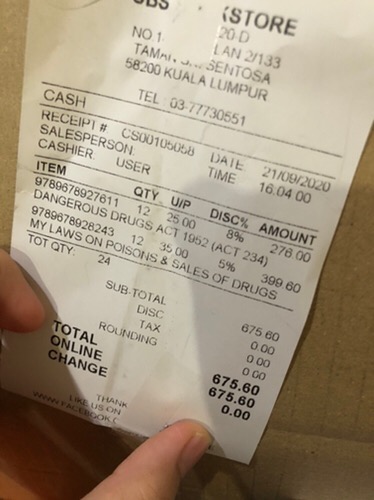 STORE
NO 1 20-D
LAN 2/133
SENTOSA
58200 KUALA LUMPUR
TEL : 03-77730551
CASH
RECEIPT # CS00105058 DATE 21/09/2020
SALESPERSON: TIME 16:04:00
CASHIER: USER
ITEM QTY U/P DISC% AMOUNT
9789678927611 12 25.00 8% 276.00
DANGEROUS DRUGS ACT 1952 (ACT 234)
9789678928243 12 35.00 5% 399.60
MY LAWS ON POISONS & SALES OF DRUGS
TOT QTY: 24
SUB-TOTAL 675.60
DISC 0.00
TAX 0.00
ROUNDING 0.00
TOTAL 675.60
ONLINE 675.60
CHANGE 0.00
THANK
LIKE US ON
WWW.FACEBOOK.C